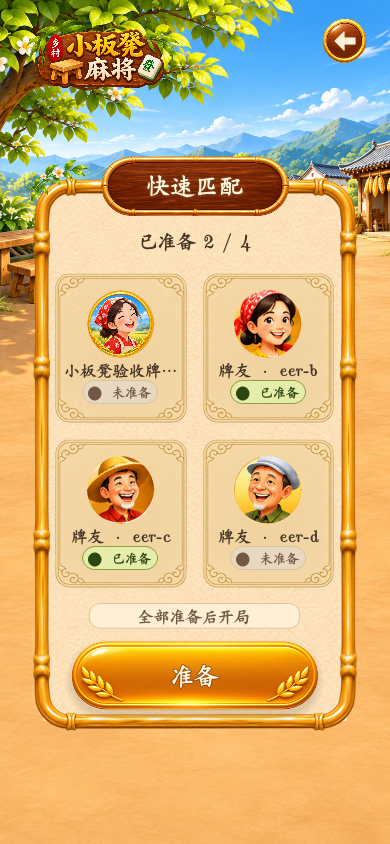 乡村
小板凳
麻将
發
快速匹配
已准备 2 / 4
小板凳验收牌…
未准备
牌友 · eer-b
已准备
牌友 · eer-c
已准备
牌友 · eer-d
未准备
全部准备后开局
准备